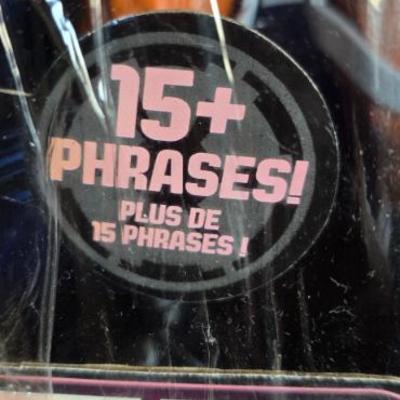 15+
PHRASES!
PLUS DE
15 PHRASES !